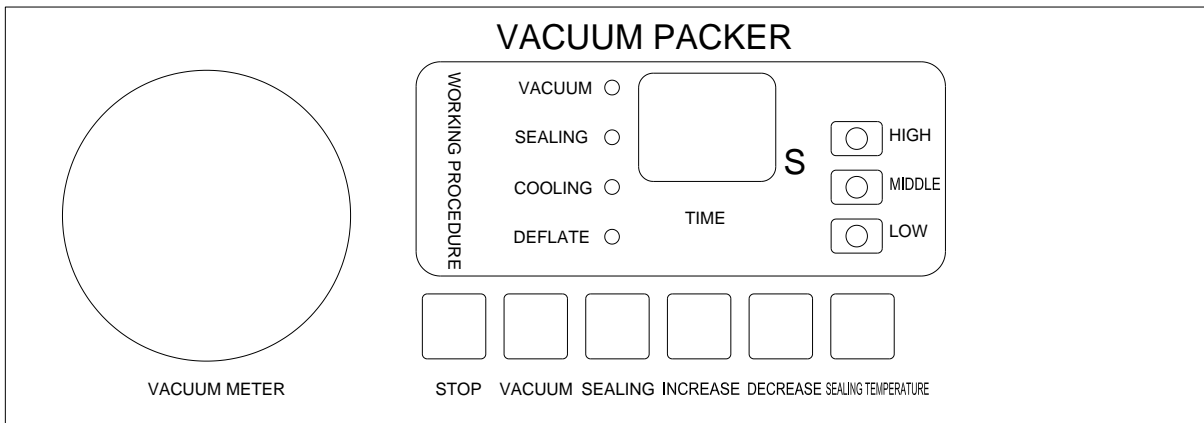 VACUUM PACKER
WORKING PROCEDURE
VACUUM
SEALING
COOLING
DEFLATE
S
TIME
HIGH
MIDDLE
LOW
VACUUM METER
STOP VACUUM SEALING INCREASE DECREASE SEALING TEMPERATURE